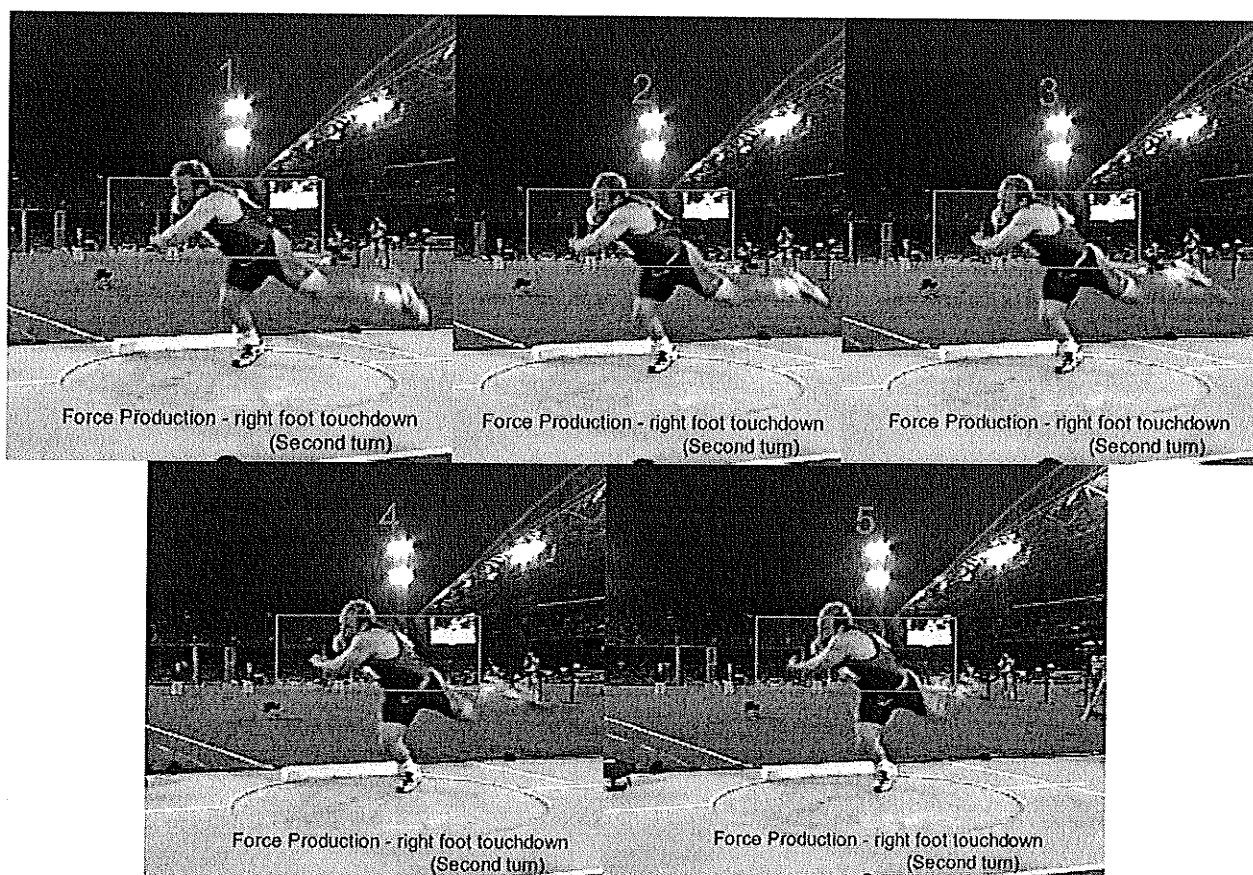 1
2
3
Force Production - right foot touchdown
(Second turn)
Force Production - right foot touchdown
(Second turn)
Force Production - right foot touchdown
(Second turn)
4
5
Force Production - right foot touchdown
(Second turn)
Force Production - right foot touchdown
(Second turn)